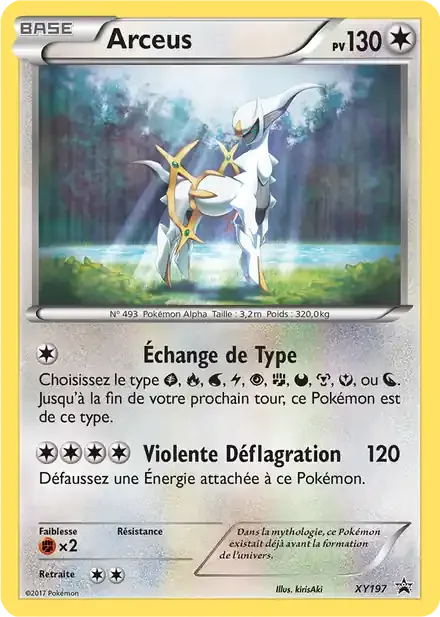 BASE Arceus PV130
N° 493 Pokémon Alpha Taille : 3,2m Poids : 320,0kg
Échange de Type
Choisissez le type , , , , , , , , , ou .
Jusqu'à la fin de votre prochain tour, ce Pokémon est
de ce type.
Violente Déflagration 120
Défaussez une Énergie attachée à ce Pokémon.
Faiblesse Résistance
×2
Retraite
Dans la mythologie, ce Pokémon
existait déjà avant la formation
de l'univers.
©2017 Pokémon Illus. kirisAki XY197